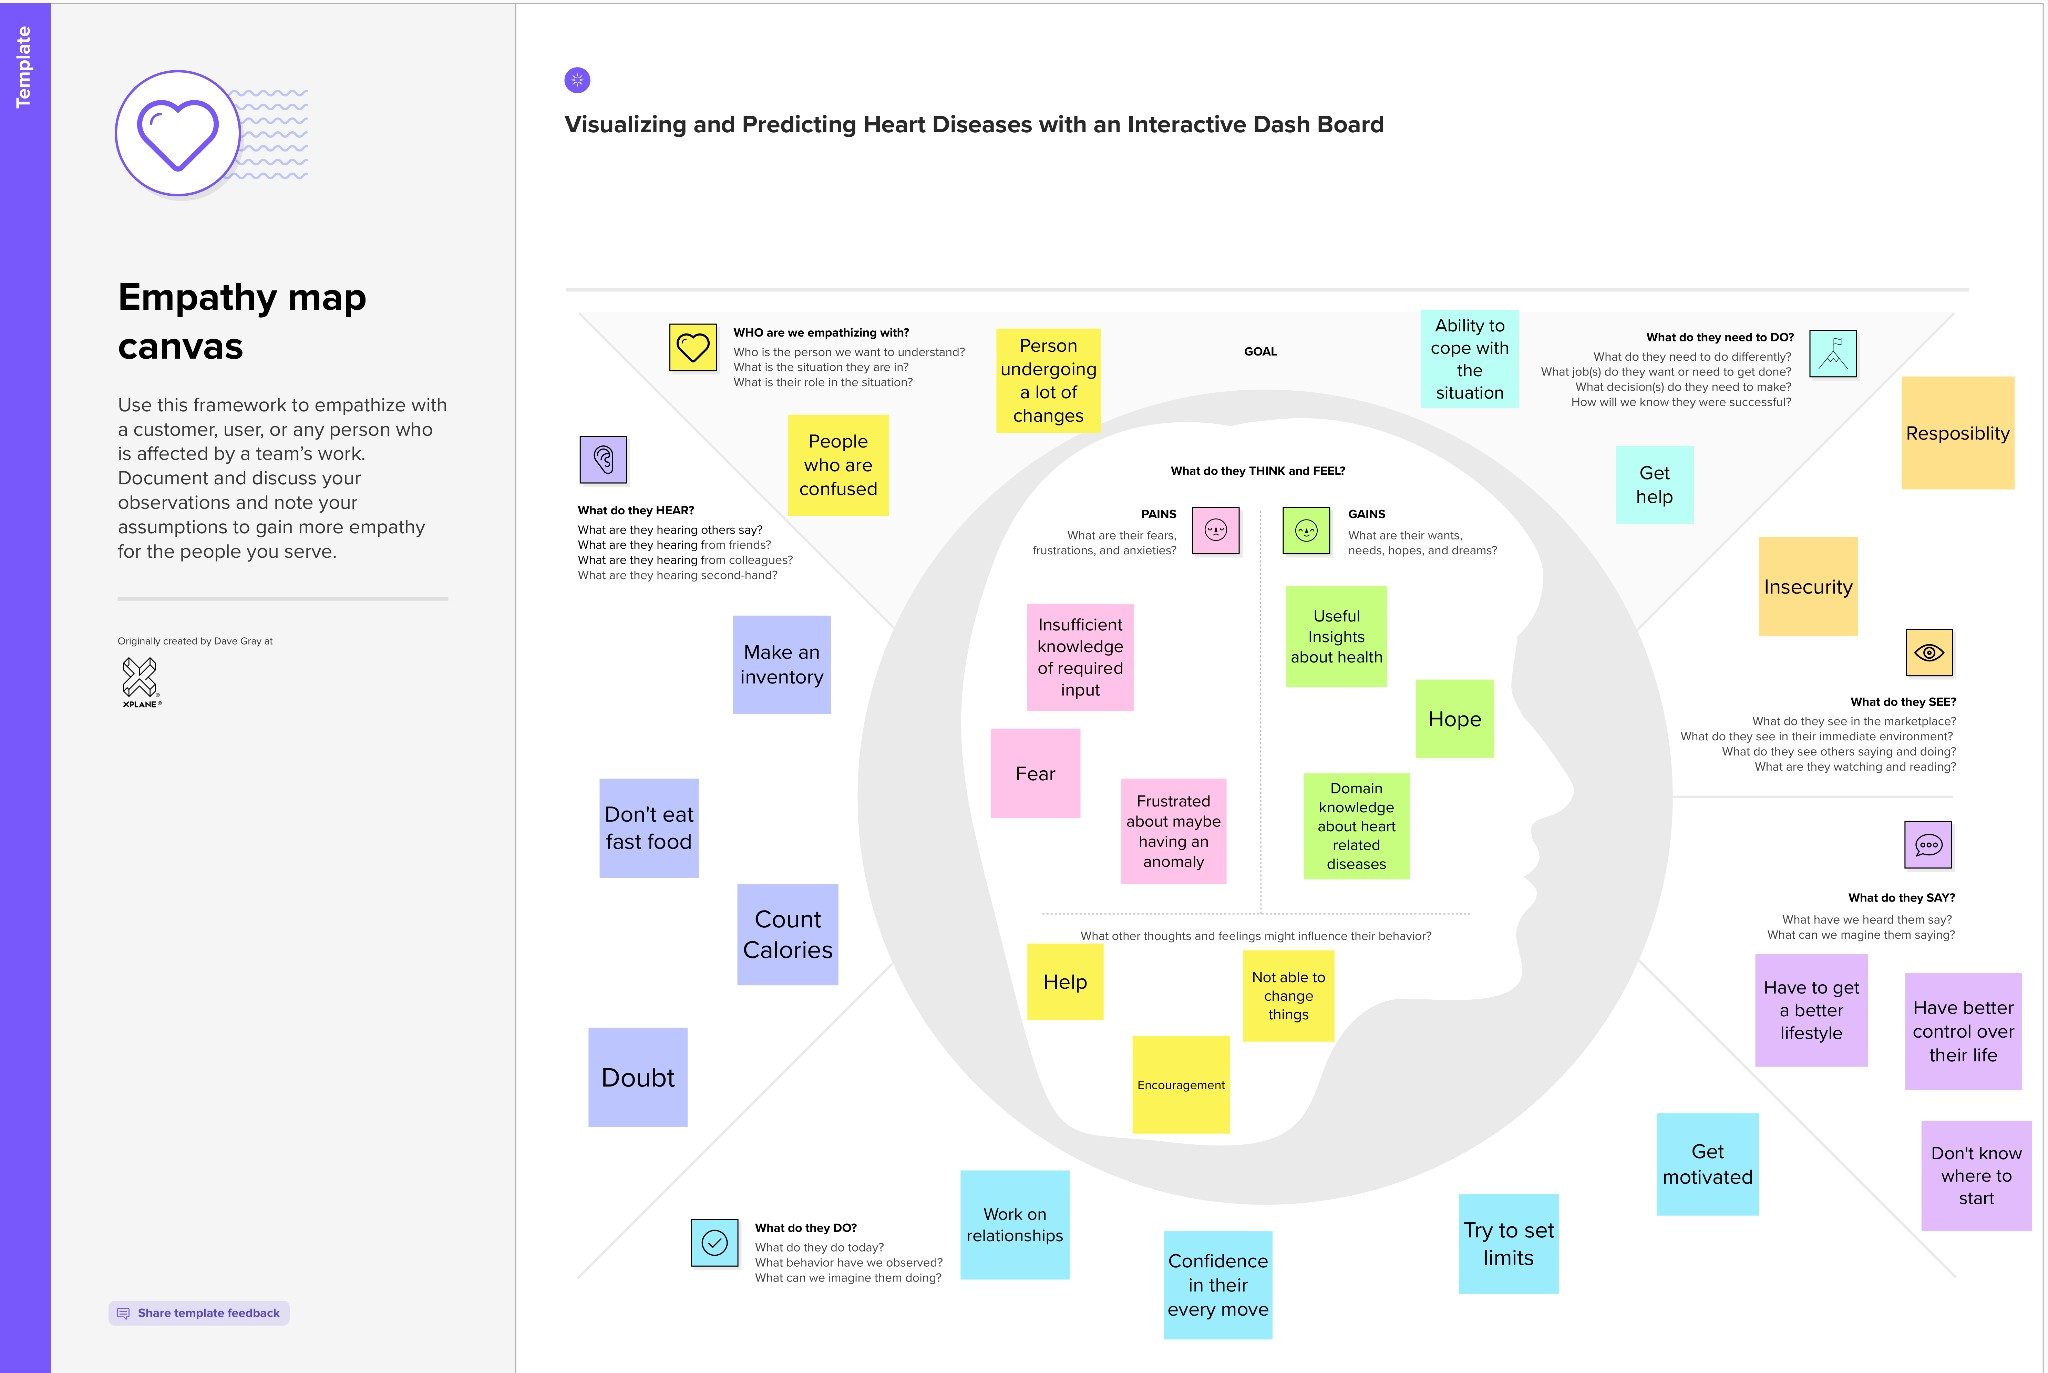 Template
Empathy map
canvas
Use this framework to empathize with
a customer, user, or any person who
is affected by a team's work.
Document and discuss your
observations and note your
assumptions to gain more empathy
for the people you serve.
Originally created by Dave Gray at
XPLANE®
Share template feedback
Visualizing and Predicting Heart Diseases with an Interactive Dash Board
WHO are we empathizing with?
Who is the person we want to understand?
What is the situation they are in?
What is their role in the situation?
Person
undergoing
a lot of
changes
People
who are
confused
GOAL
Ability to
cope with
the
situation
What do they need to DO?
What do they need to do differently?
What job(s) do they want or need to get done?
What decision(s) do they need to make?
How will we know they were successful?
Get
help
Resposiblity
Insecurity
What do they SEE?
What do they see in the marketplace?
What do they see in their immediate environment?
What do they see others saying and doing?
What are they watching and reading?
What do they SAY?
What have we heard them say?
What can we magine them saying?
Have to get
a better
lifestyle
Have better
control over
their life
Don't know
where to
start
What do they HEAR?
What are they hearing others say?
What are they hearing from friends?
What are they hearing from colleagues?
What are they hearing second-hand?
Make an
inventory
Don't eat
fast food
Count
Calories
Doubt
What do they THINK and FEEL?
PAINS
What are their fears,
frustrations, and anxieties?
GAINS
What are their wants,
needs, hopes, and dreams?
Insufficient
knowledge
of required
input
Fear
Frustrated
about maybe
having an
anomaly
Useful
Insights
about health
Hope
Domain
knowledge
about heart
related
diseases
What other thoughts and feelings might influence their behavior?
Help
Not able to
change
things
Encouragement
What do they DO?
What do they do today?
What behavior have we observed?
What can we imagine them doing?
Work on
relationships
Confidence
in their
every move
Try to set
limits
Get
motivated